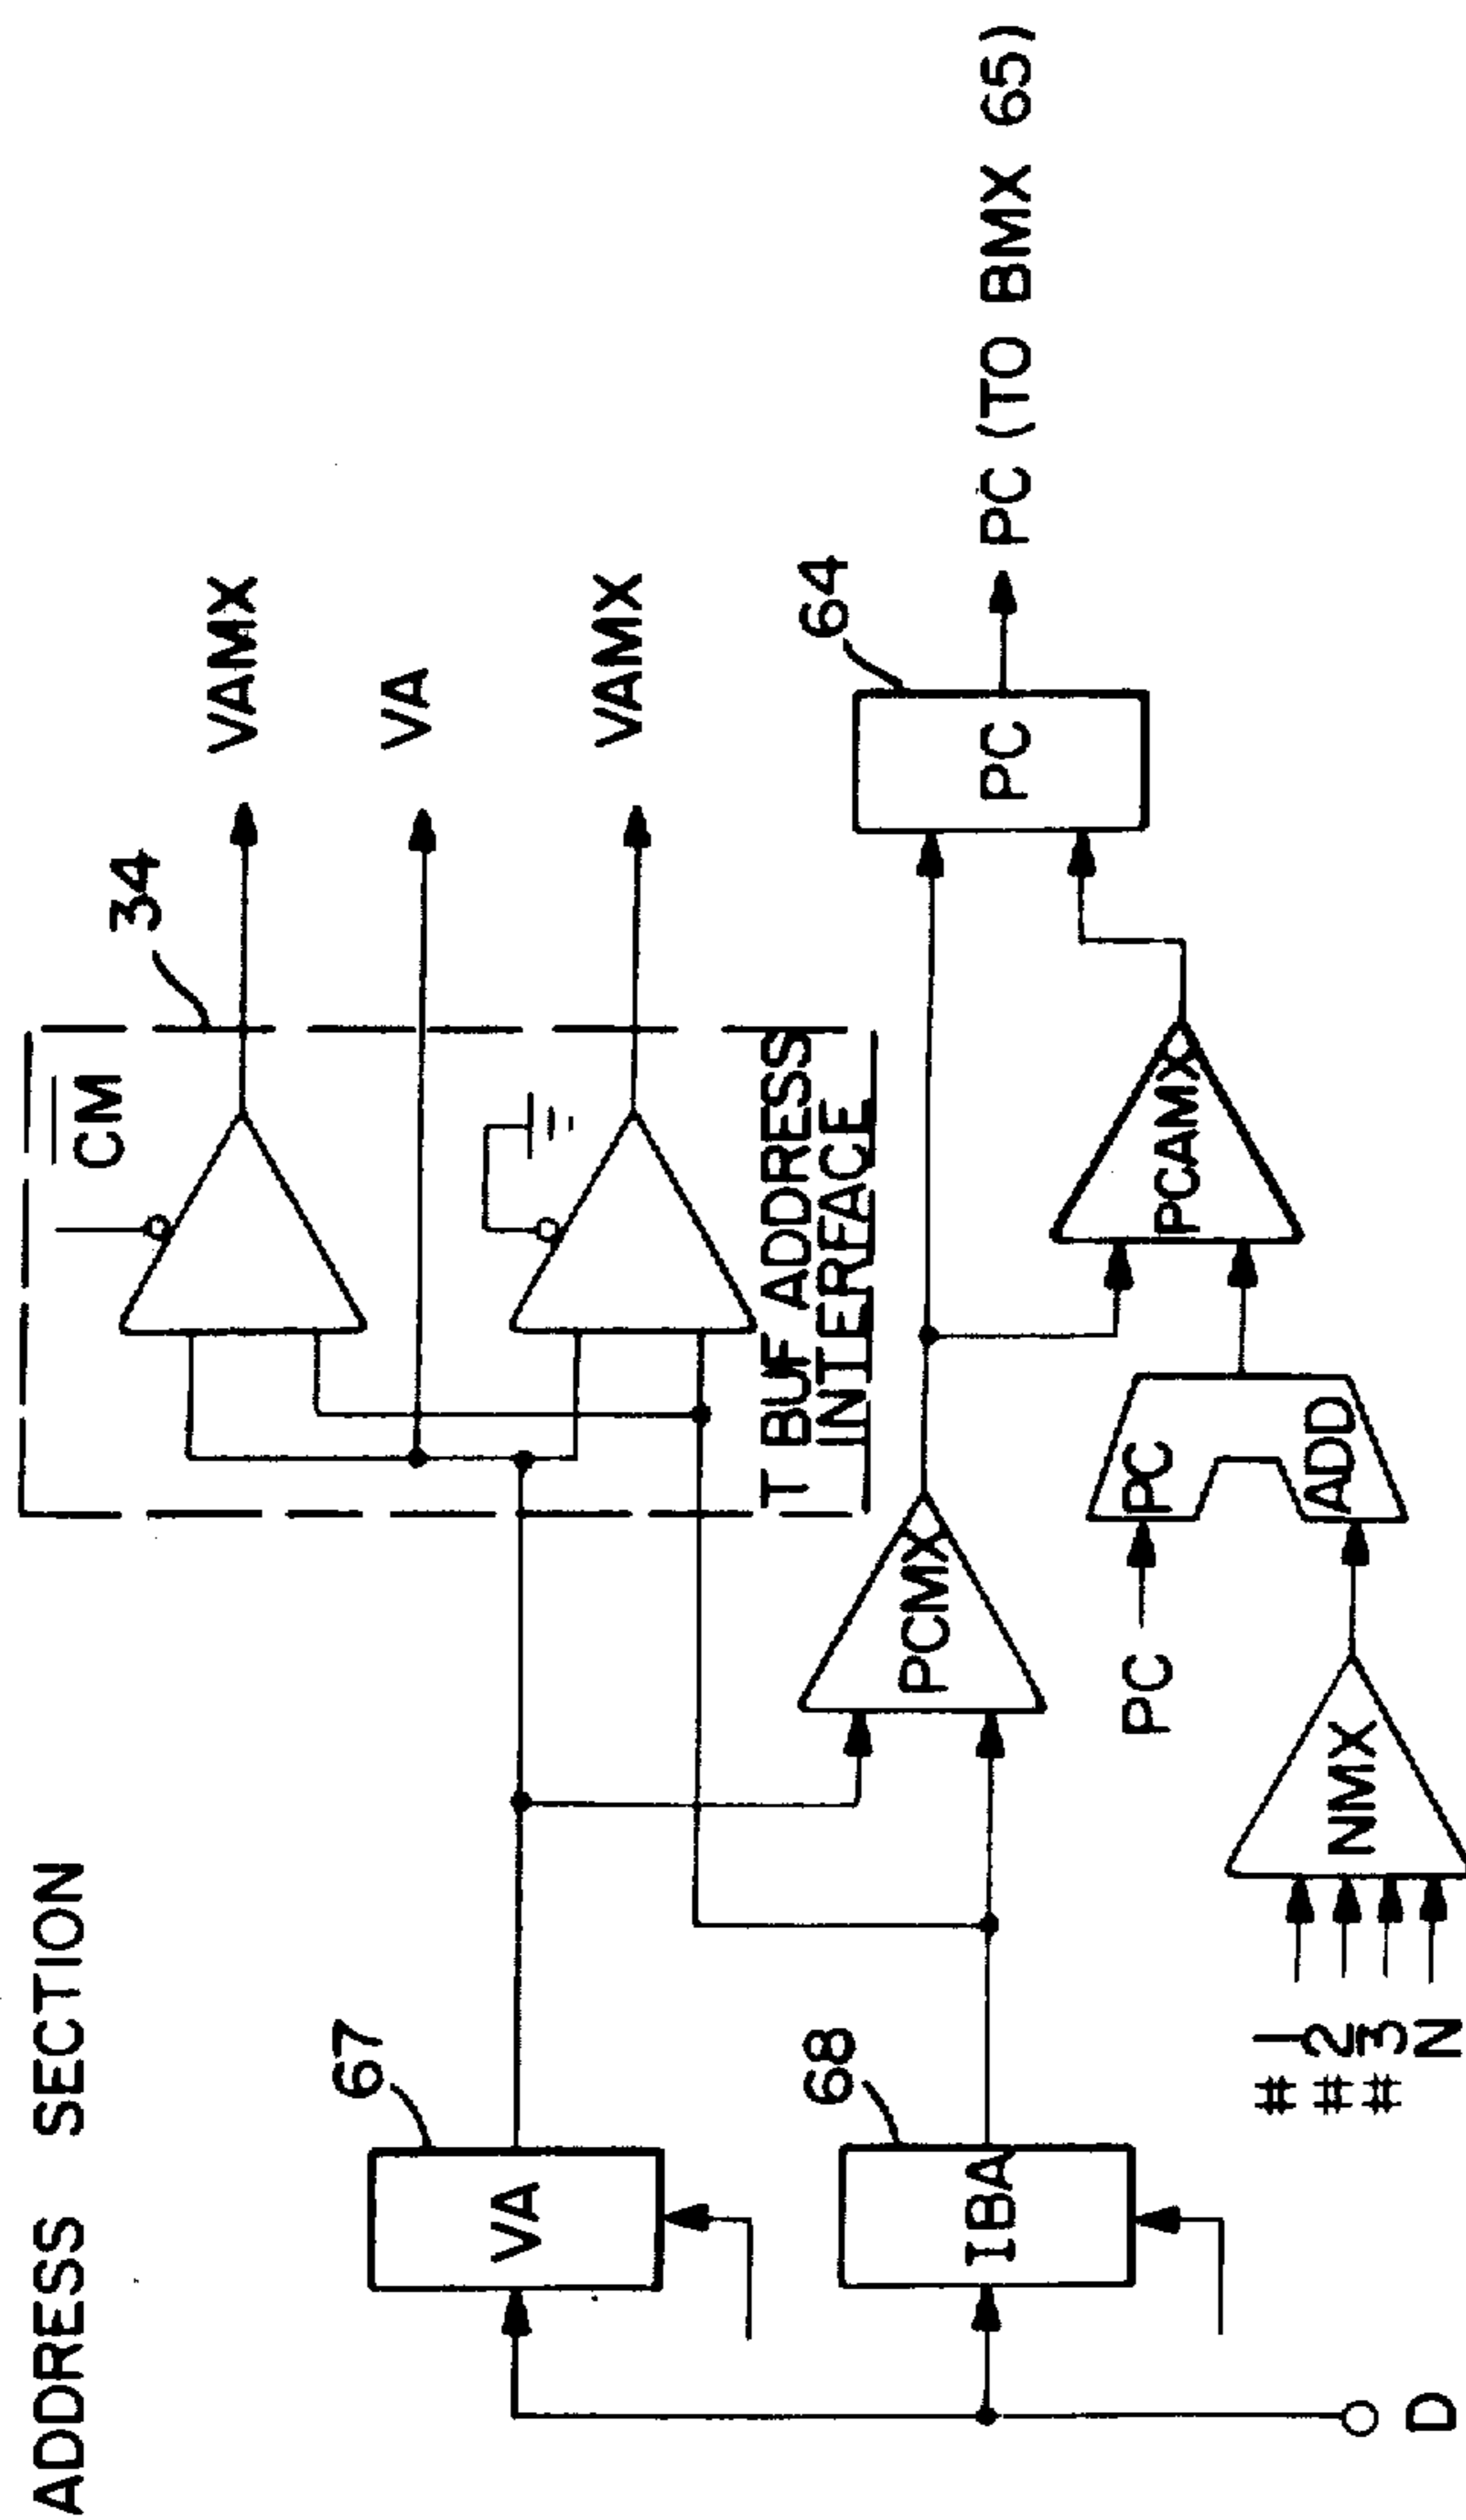 ADDRESS SECTION
CM
34
VAMX
VA
VAMX
T BUF ADDRESS
INTERFACE
67
VA
68
IBA
PCMX
64
PC
PC (TO BMX 65)
PCAMX
PC
PC
ADD
NMX
#1
#2
#3
N
D